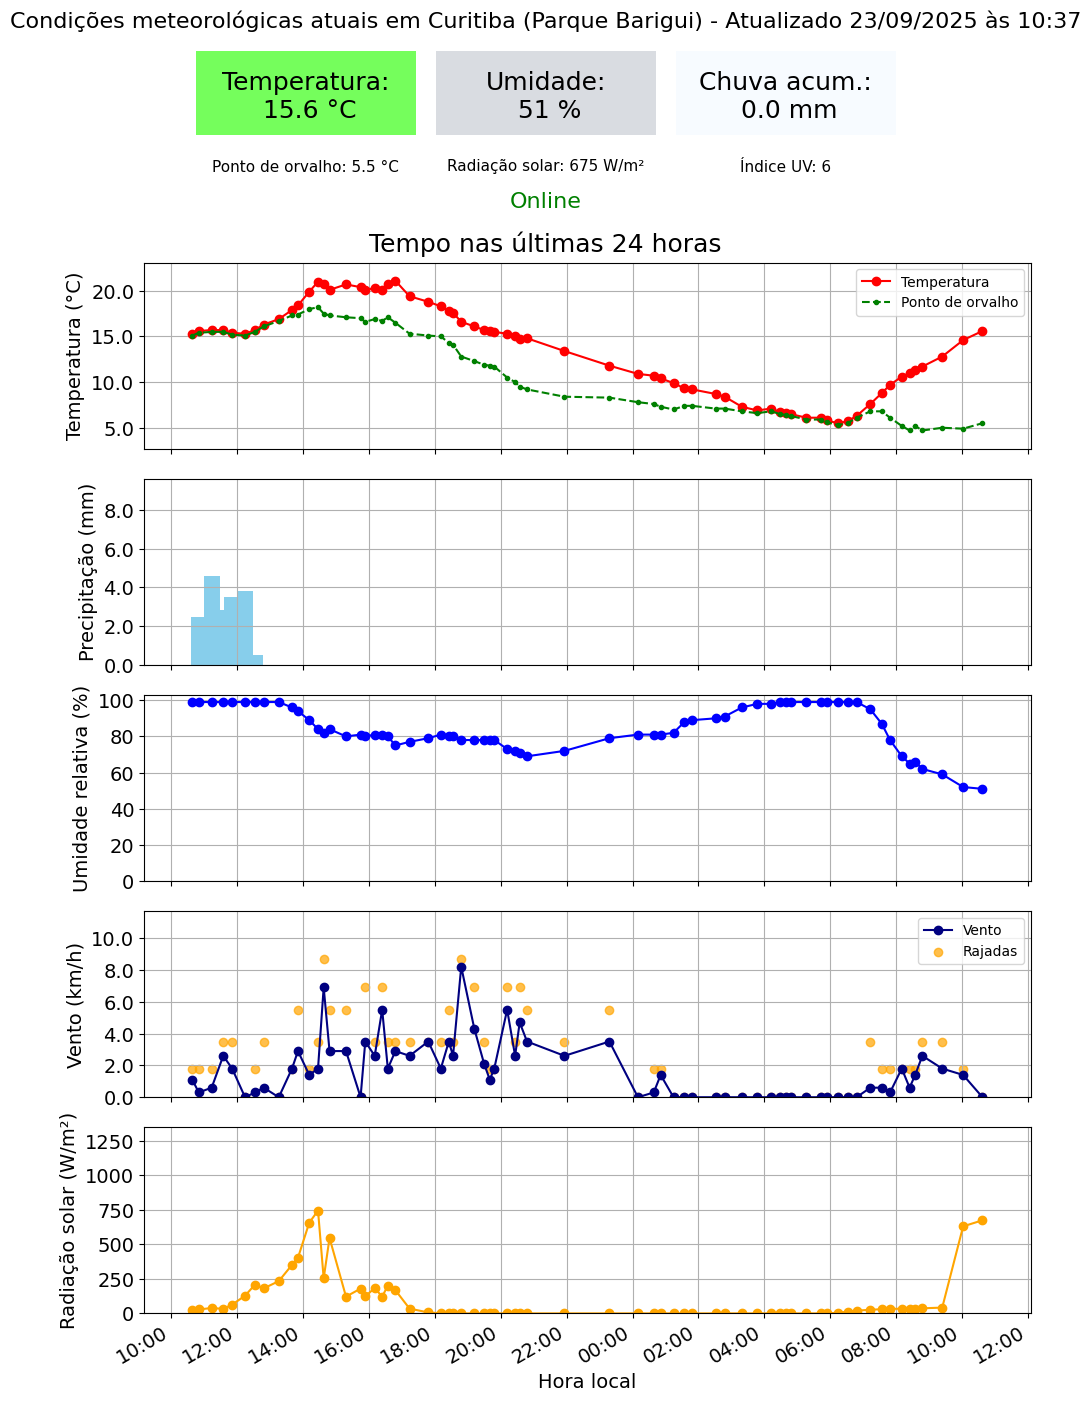 Condições meteorológicas atuais em Curitiba (Parque Barigui) - Atualizado 23/09/2025 às 10:37
Temperatura:
15.6 °C
Umidade:
51 %
Chuva acum.:
0.0 mm
Ponto de orvalho: 5.5 °C
Radiação solar: 675 W/m²
Índice UV: 6
Online
Tempo nas últimas 24 horas
Temperatura (°C)
20.0
15.0
10.0
5.0
Temperatura
Ponto de orvalho
Precipitação (mm)
8.0
6.0
4.0
2.0
0.0
Umidade relativa (%)
100
80
60
40
20
0
Vento (km/h)
10.0
8.0
6.0
4.0
2.0
0.0
Vento
Rajadas
Radiação solar (W/m²)
1250
1000
750
500
250
0
10:00
12:00
14:00
16:00
18:00
20:00
22:00
00:00
02:00
04:00
06:00
08:00
10:00
12:00
Hora local